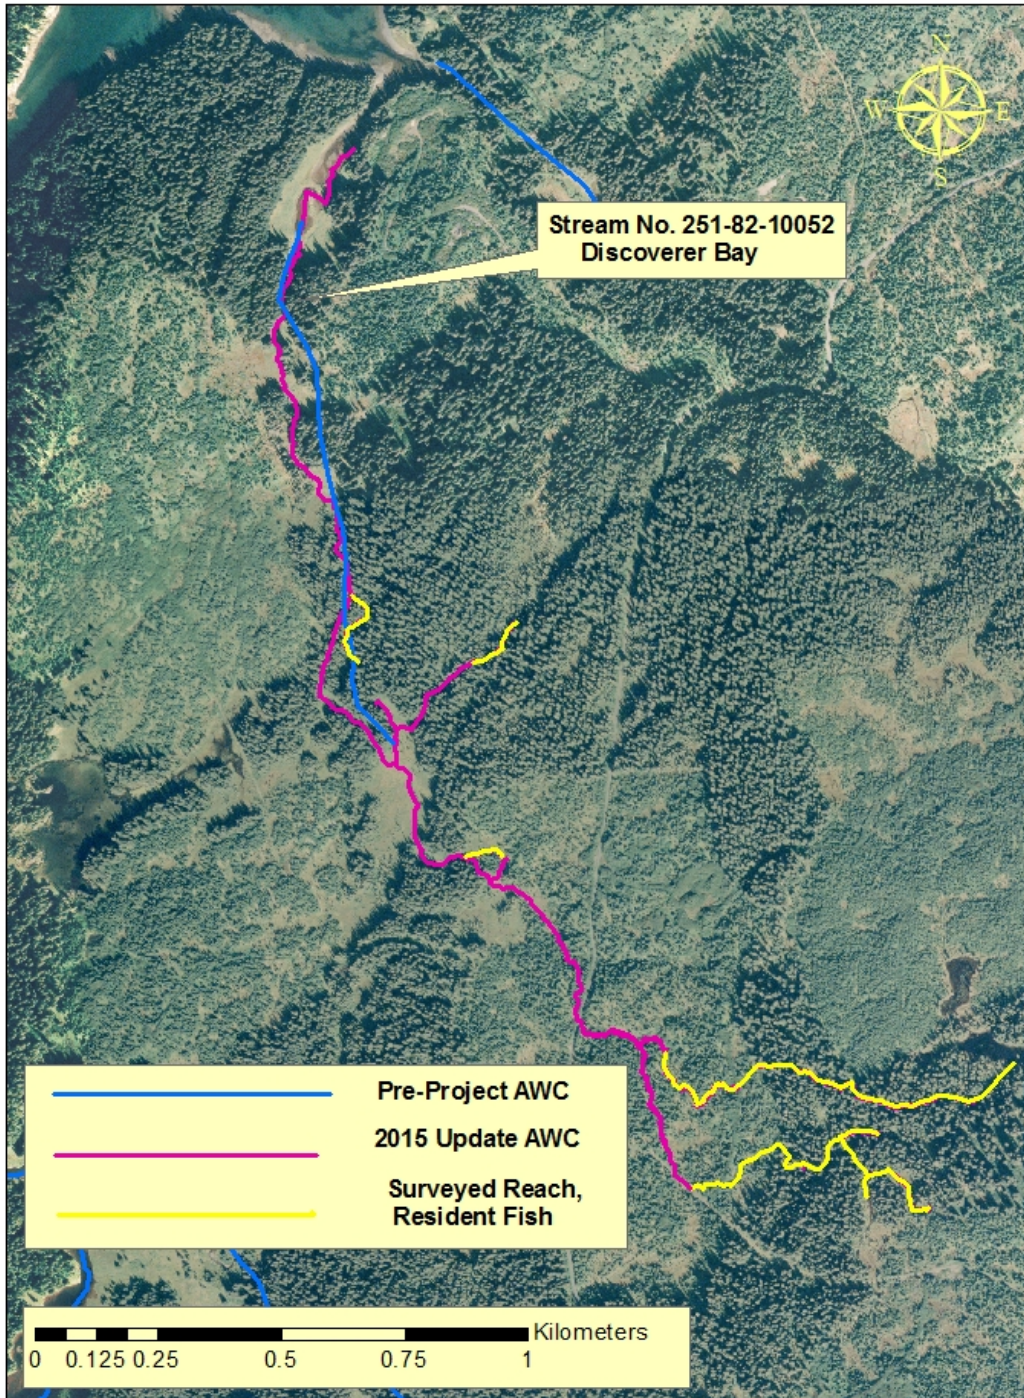 N
W E
S
Stream No. 251-82-10052
Discoverer Bay
Pre-Project AWC
2015 Update AWC
Surveyed Reach,
Resident Fish
Kilometers
0 0.125 0.25 0.5 0.75 1